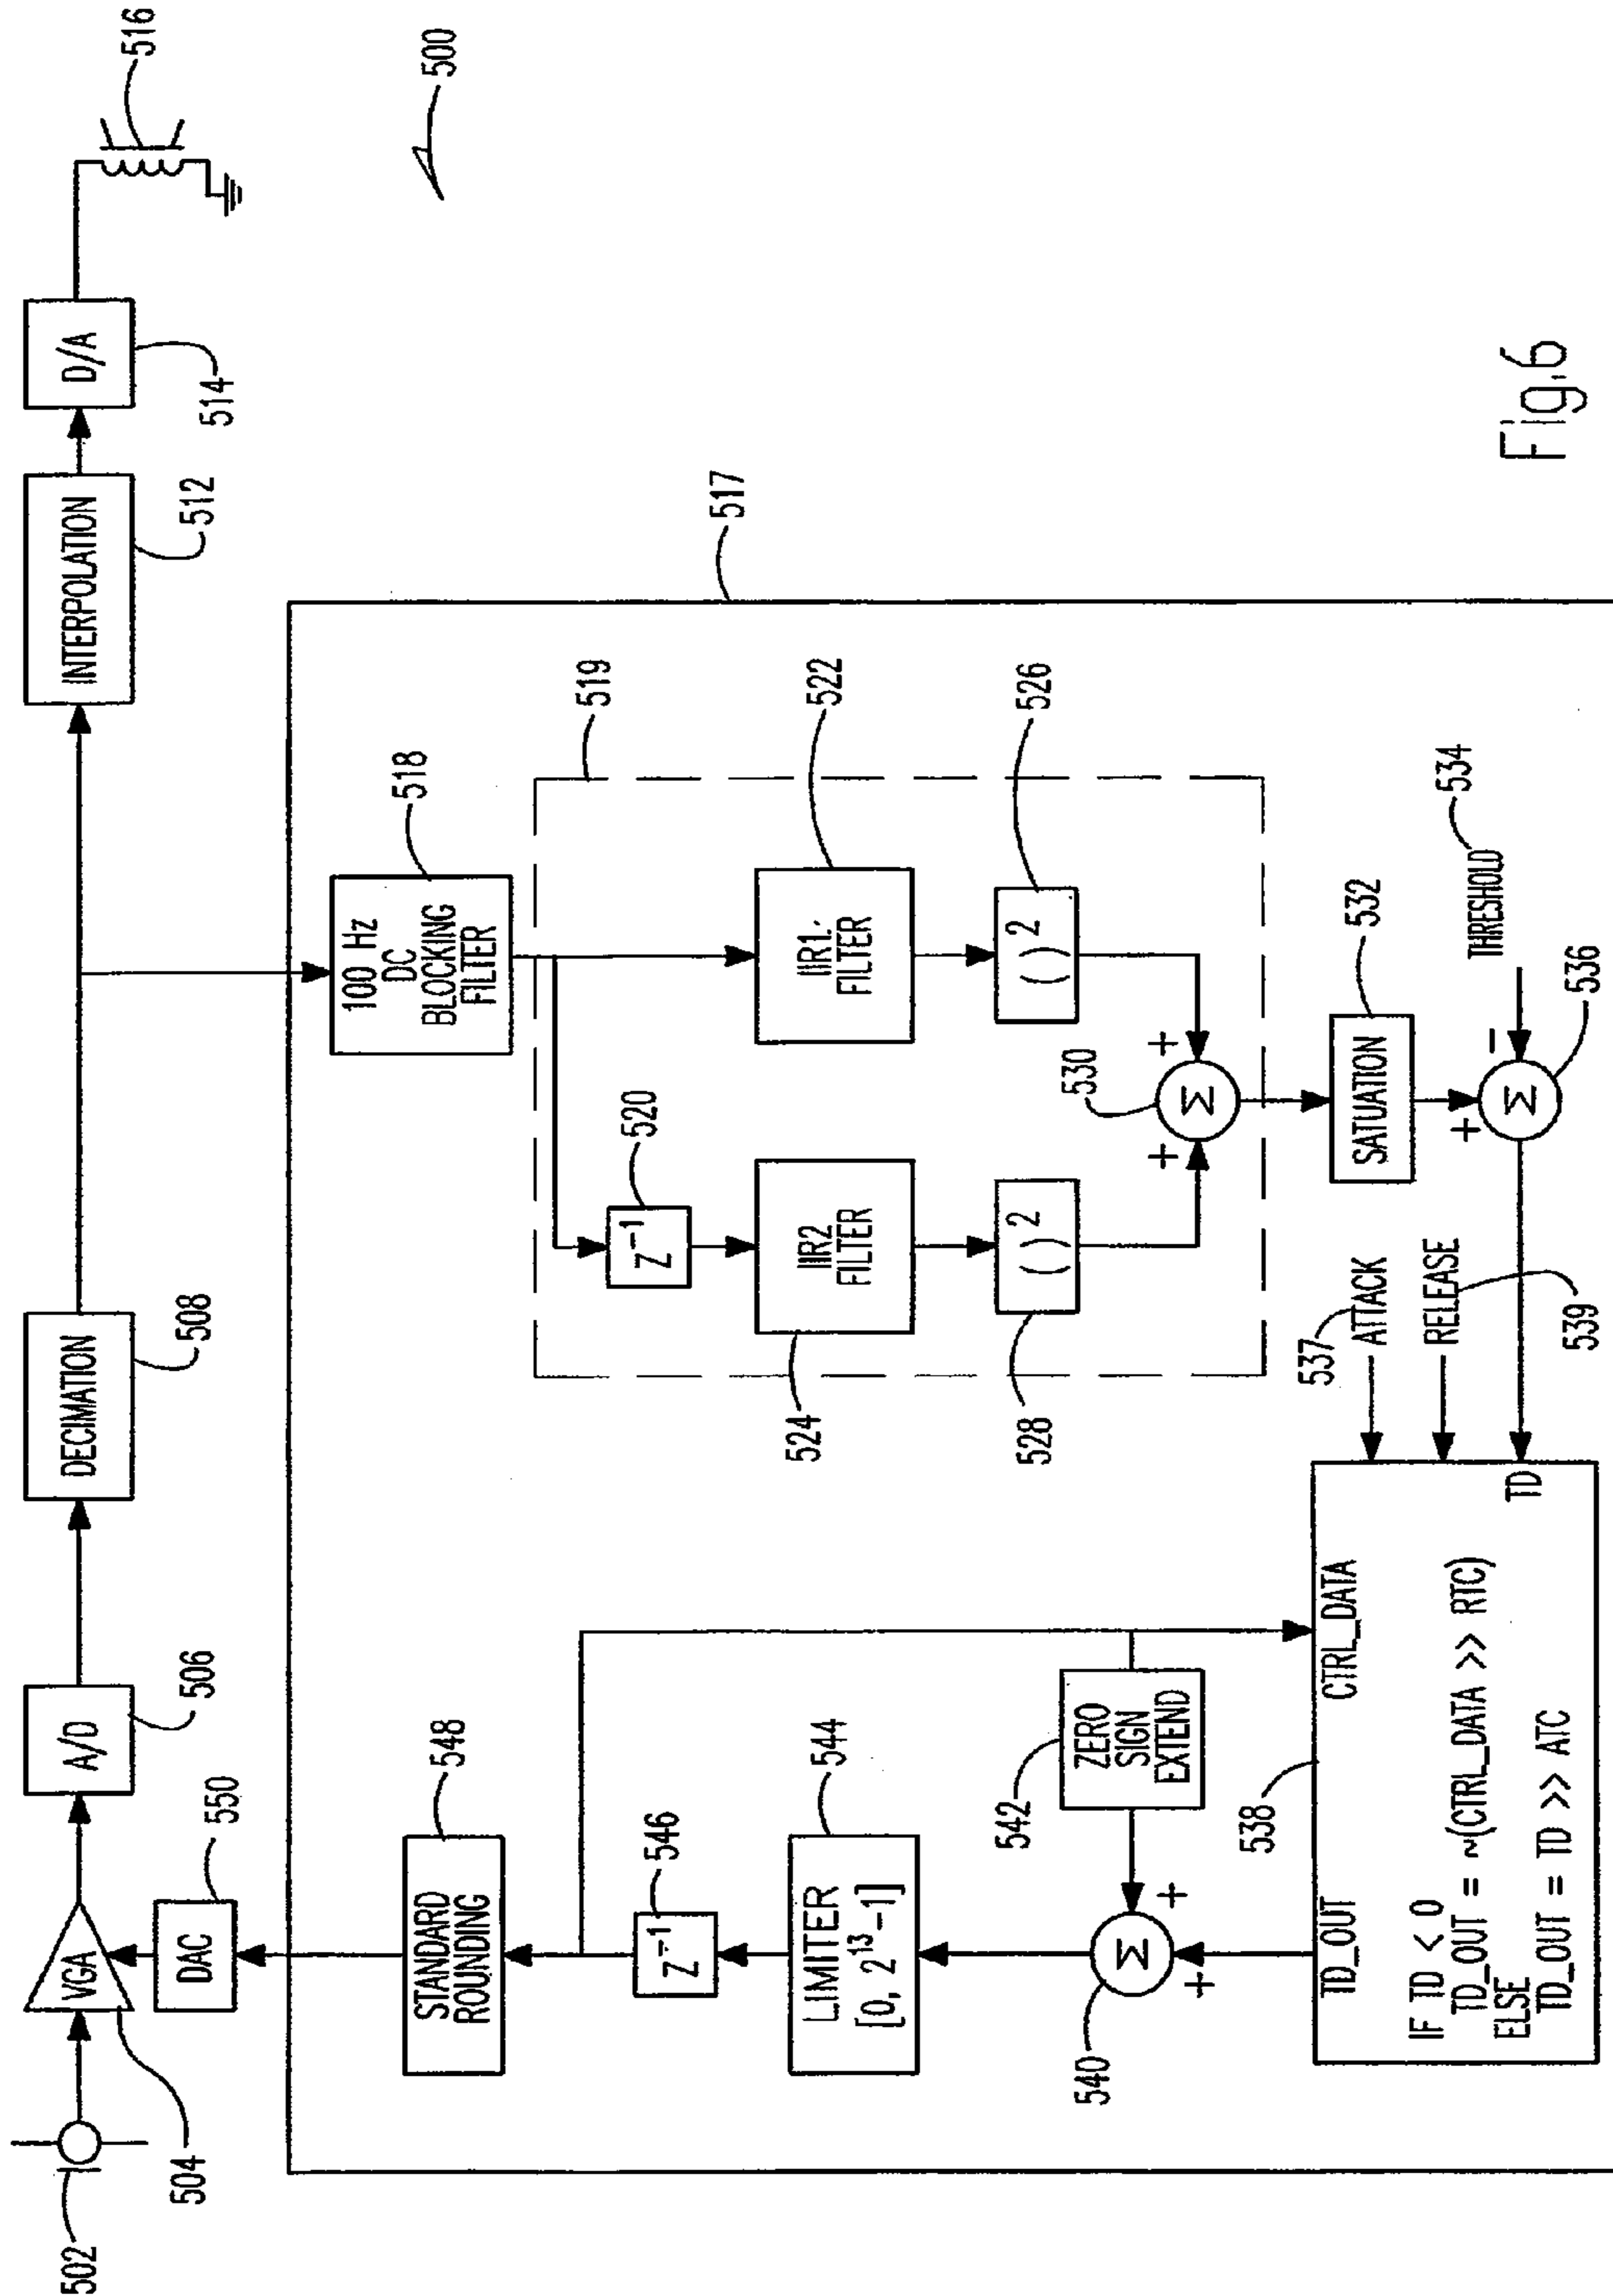 502
504
VGA
A/D
506
DECIMATION
508
INTERPOLATION
512
D/A
514
516
500
DAC
550
517
100 Hz
DC
BLOCKING
FILTER
518
519
Z⁻¹
520
IIR1.
FILTER
522
IIR2
FILTER
524
( )²
526
( )²
528
+
+
Σ
530
SATUATION
532
THRESHOLD
534
+
-
Σ
536
537
ATTACK
RELEASE
539
TD
CTRL_DATA
TD_OUT
538
IF TD < 0
TD_OUT = ~(CTRL_DATA >> RTC)
ELSE
TD_OUT = TD >> ATC
STANDARD
ROUNDING
548
Z⁻¹
546
LIMITER
[0, 2¹³-1]
544
ZERO
SIGN
EXTEND
542
+
+
Σ
540
Fig.6